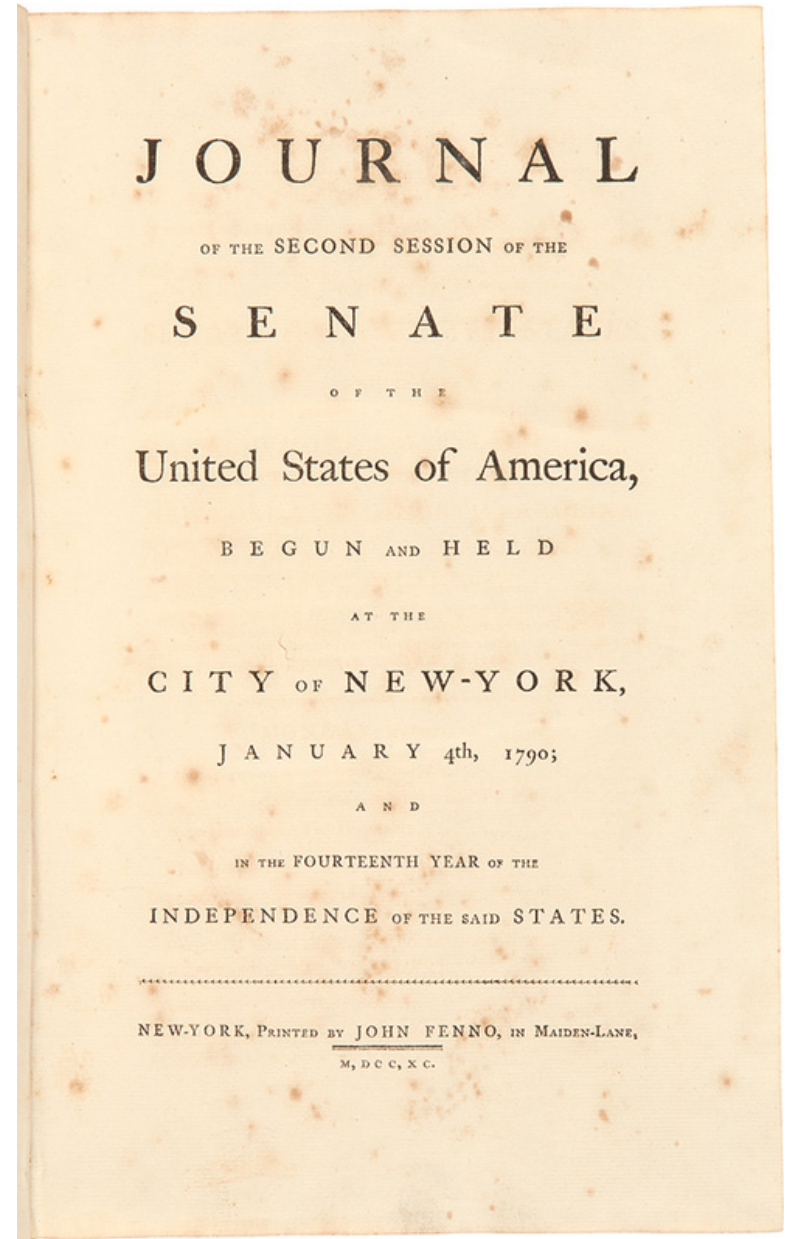 JOURNAL
OF THE SECOND SESSION OF THE
SENATE
OF THE
United States of America,
BEGUN AND HELD
AT THE
CITY OF NEW-YORK,
JANUARY 4th, 1790;
AND
IN THE FOURTEENTH YEAR OF THE
INDEPENDENCE OF THE SAID STATES.
NEW-YORK, PRINTED BY JOHN FENNO, IN MAIDEN-LANE,
M,DCC,XC.